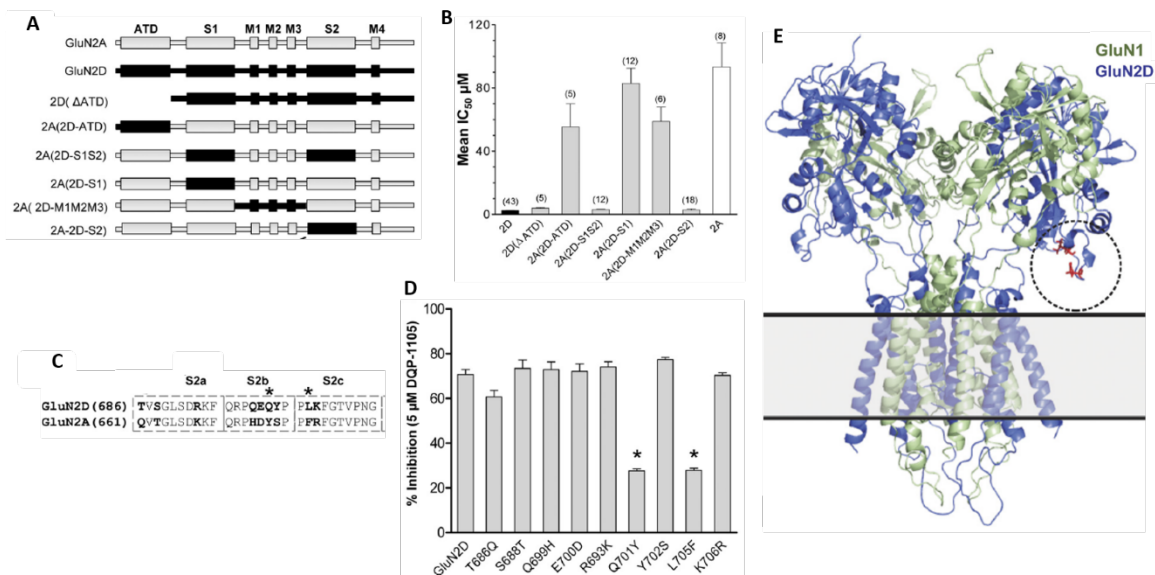 A
ATD S1 M1 M2 M3 S2 M4
GluN2A
GluN2D
2D( ΔATD)
2A(2D-ATD)
2A(2D-S1S2)
2A(2D-S1)
2A( 2D-M1M2M3)
2A-2D-S2)
B
Mean IC50 µM
80
60
40
20
0
(43)
(5)
(5)
(12)
(12)
(6)
(18)
(8)
2D
2D(ΔATD)
2A(2D-ATD)
2A(2D-S1S2)
2A(2D-S1)
2A(2D-M1M2M3)
2A(2D-S2)
2A
C
S2a S2b S2c
* *
GluN2D(686) TVSGLSDRKF QRPQEQYP PLKFGTVPNG
GluN2A(661) QVTGLSDRKF QRPHDYSP PFRFGTVPNG
D
% Inhibition (5 µM DQP-1105)
100
80
60
40
20
0
* *
GluN2D
T686Q
S688T
Q699H
E700D
R693K
Q701Y
Y702S
L705F
K706R
E
GluN1
GluN2D